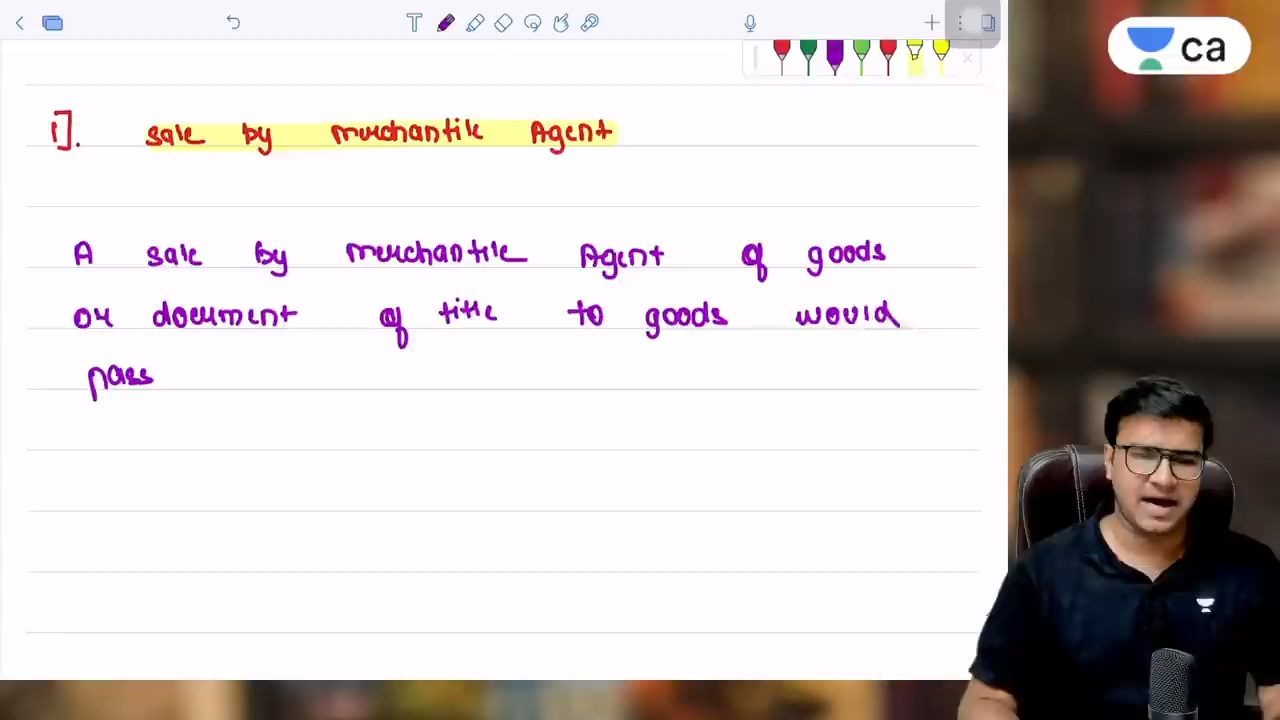 T
ca
1]. sale by merchantile Agent
A sale by merchantile Agent of goods
or document of title to goods would
pass